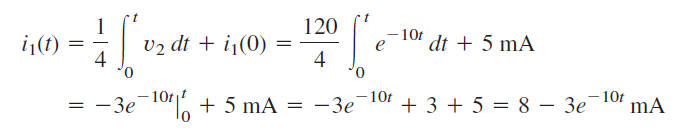 i₁(t) = 1/4 ∫₀ᵗ v₂ dt + i₁(0) = 120/4 ∫₀ᵗ e⁻¹⁰ᵗ dt + 5 mA
= −3e⁻¹⁰ᵗ|₀ᵗ + 5 mA = −3e⁻¹⁰ᵗ + 3 + 5 = 8 − 3e⁻¹⁰ᵗ mA